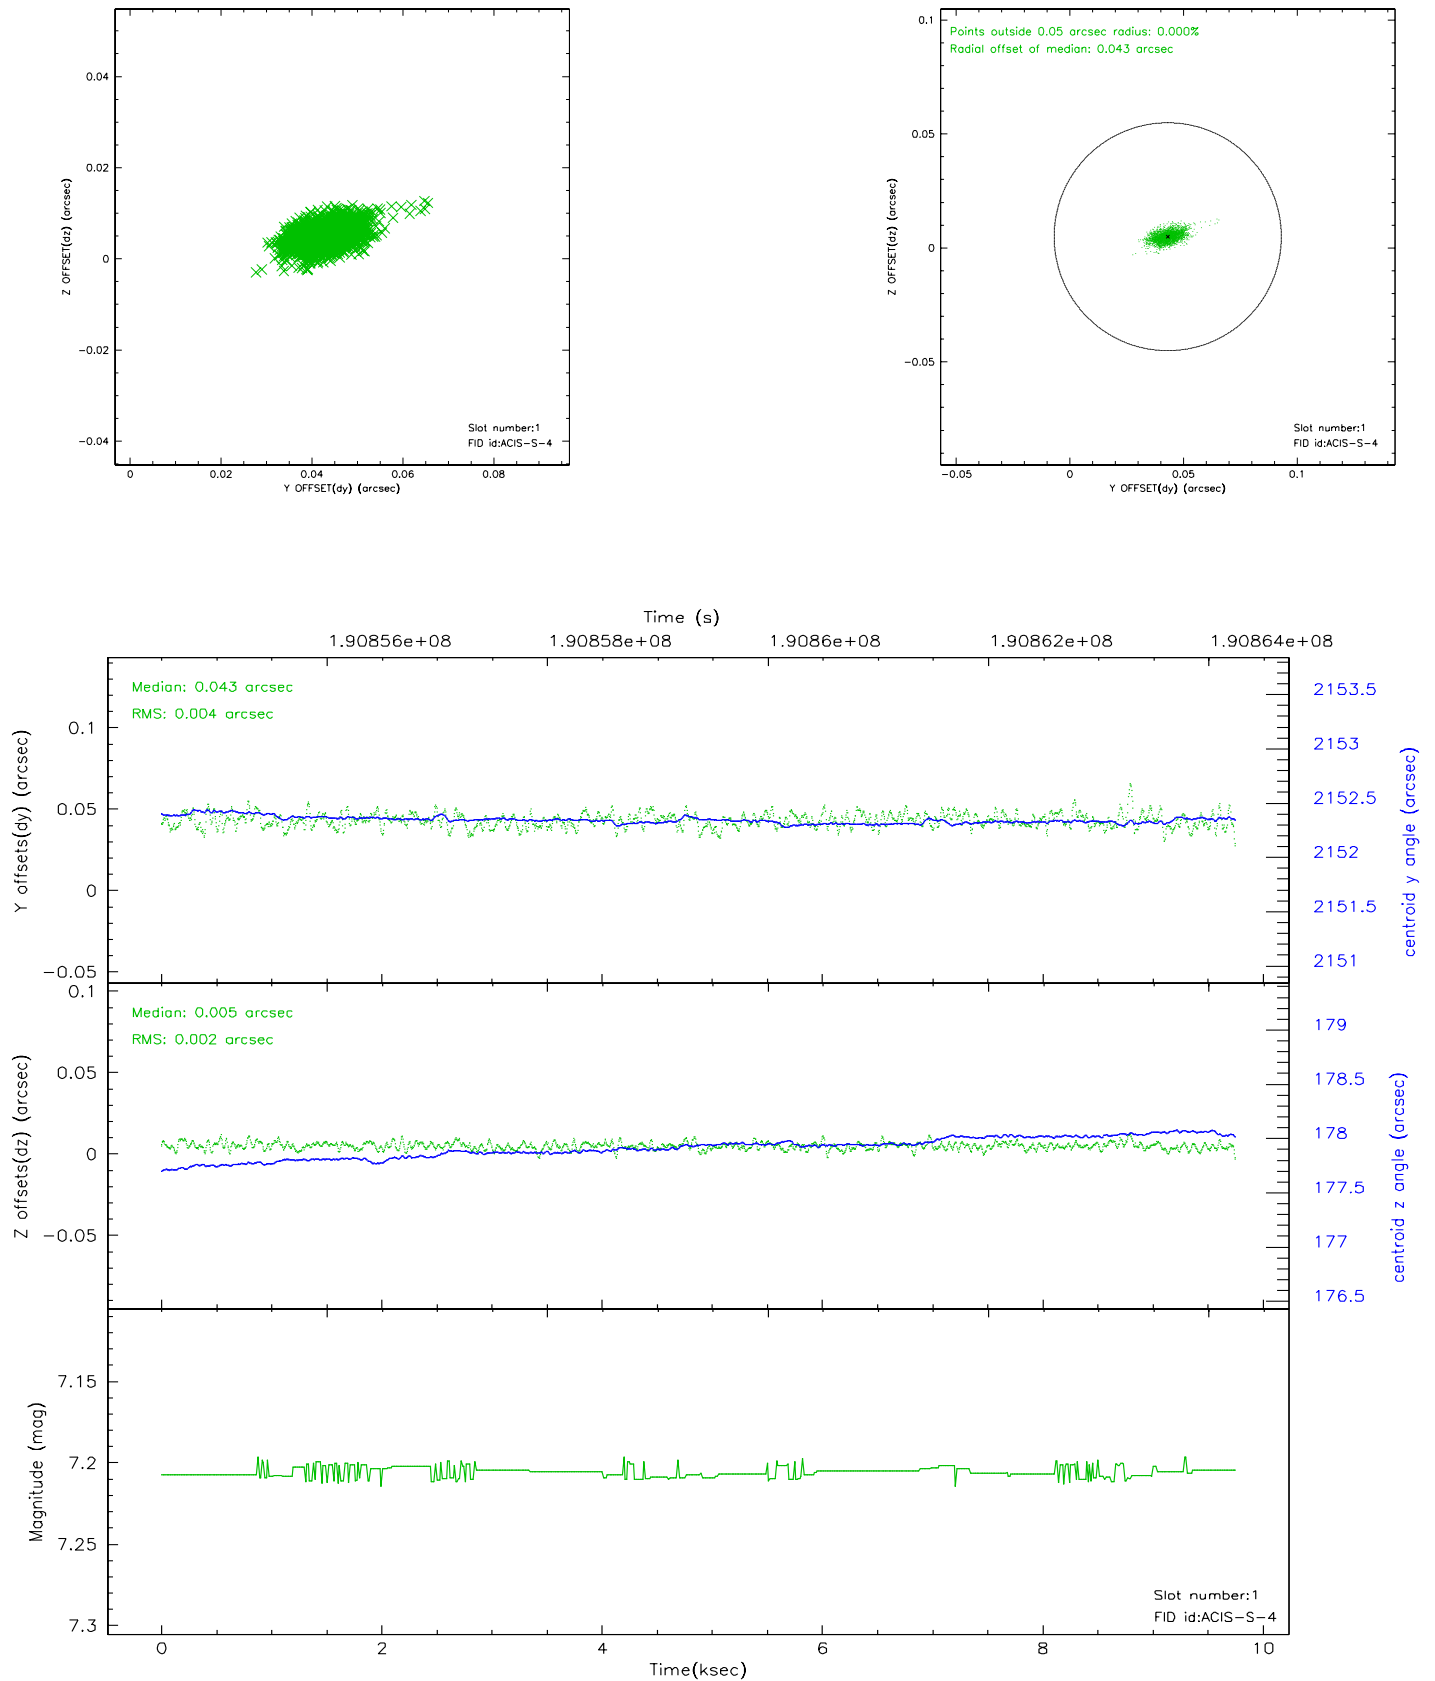 0.04
0.02
0
−0.02
−0.04
Z OFFSET(dz) (arcsec)
Slot number:1
FID id:ACIS−S−4
0 0.02 0.04 0.06 0.08
Y OFFSET(dy) (arcsec)
Points outside 0.05 arcsec radius: 0.000%
Radial offset of median: 0.043 arcsec
0.1
0.05
0
−0.05
Z OFFSET(dz) (arcsec)
Slot number:1
FID id:ACIS−S−4
−0.05 0 0.05 0.1
Y OFFSET(dy) (arcsec)
Time (s)
1.90856e+08 1.90858e+08 1.9086e+08 1.90862e+08 1.90864e+08
Median: 0.043 arcsec
RMS: 0.004 arcsec
0.1
0.05
0
−0.05
Y offsets(dy) (arcsec)
2153.5
2153
2152.5
2152
2151.5
2151
centroid y angle (arcsec)
Median: 0.005 arcsec
RMS: 0.002 arcsec
0.1
0.05
0
−0.05
Z offsets(dz) (arcsec)
179
178.5
178
177.5
177
176.5
centroid z angle (arcsec)
7.15
7.2
7.25
7.3
Magnitude (mag)
Slot number:1
FID id:ACIS−S−4
0 2 4 6 8 10
Time(ksec)